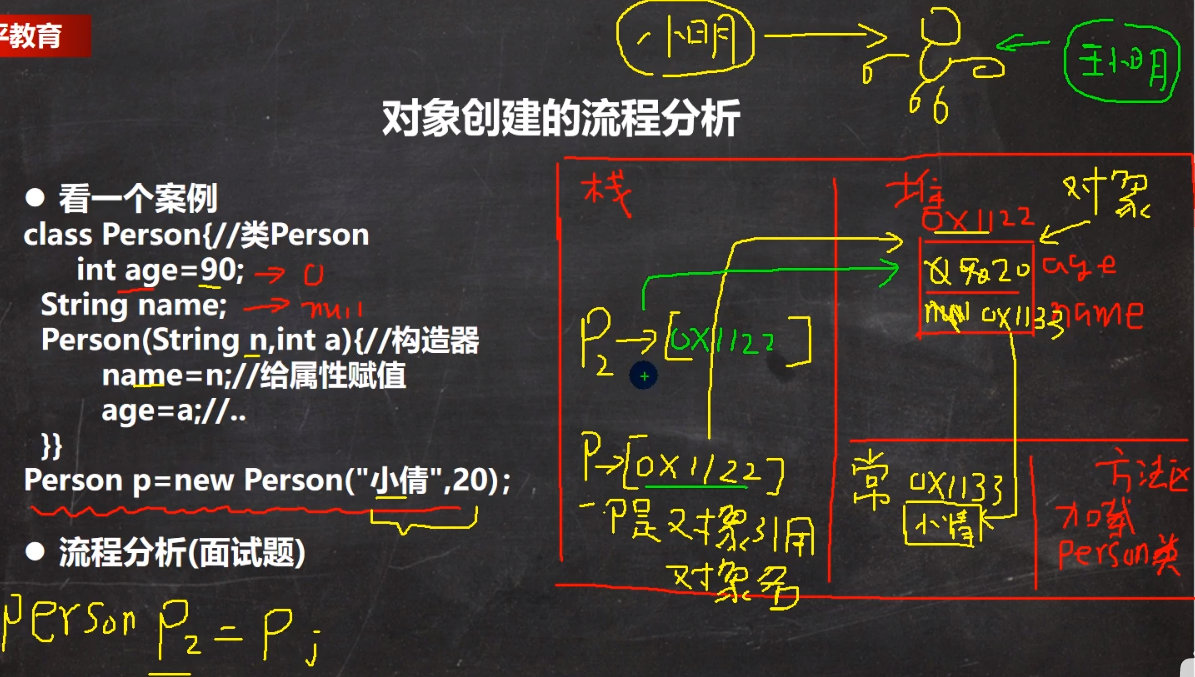 平教育
小明
王小明
对象创建的流程分析
● 看一个案例
class Person{//类Person
int age=90; → 0
String name; → null
Person(String n,int a){//构造器
name=n;//给属性赋值
age=a;//..
}}
Person p=new Person("小倩",20);
● 流程分析(面试题)
Person P2 = P;
栈
P2→[0X1122]
P→[0X1122]
P是对象引用
对象名
堆
对象
0X1122
20 age
null 0X1133 name
常
0X1133
小倩
方法区
加载
Person类